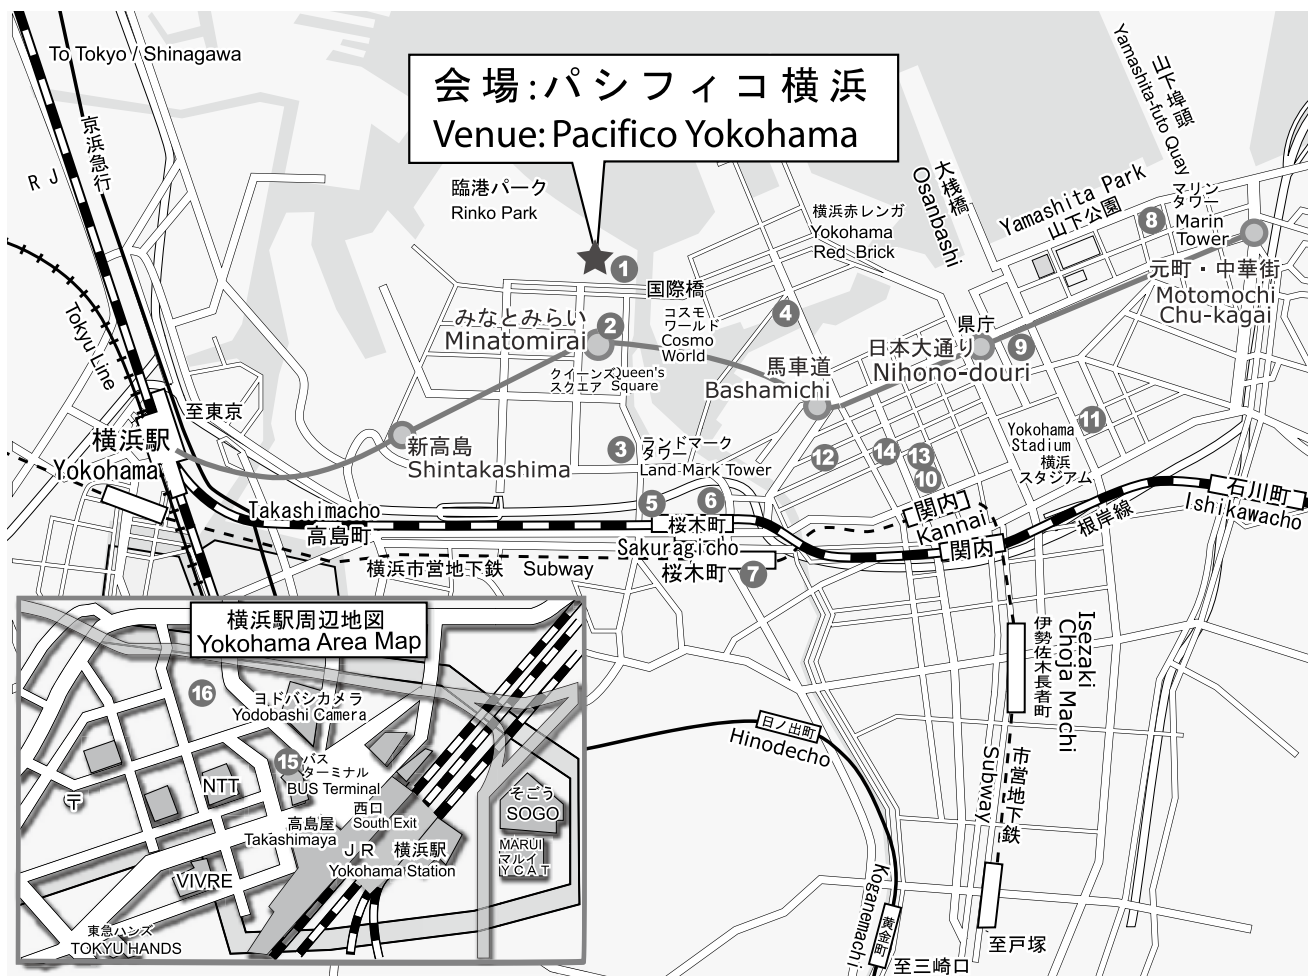 To Tokyo / Shinagawa
京浜急行
R J
会場:パシフィコ横浜
Venue: Pacifico Yokohama
臨港パーク
Rinko Park
1
国際橋
横浜赤レンガ
Yokohama
Red Brick
大桟橋
Osanbashi
山下埠頭
Yamashita-futo Quay
Yamashita Park
山下公園
8
マリン
タワー
Marin
Tower
元町・中華街
Motomochi
Chu-kagai
みなとみらい
Minatomirai
2
コスモ
ワールド
Cosmo
World
4
クイーンズ
スクエア
Queen's
Square
馬車道
Bashamichi
県庁
日本大通り
Nihono-douri
9
Tokyu Line
至東京
横浜駅
Yokohama
新高島
Shintakashima
3
ランドマーク
タワー
Land Mark Tower
12
14
13
10
11
Yokohama
Stadium
横浜
スタジアム
5
6
桜木町
Sakuragicho
桜木町
7
Takashimacho
高島町
横浜市営地下鉄 Subway
関内
Kannai
関内
根岸線
石川町
Ishikawacho
Isezaki
Choja Machi
伊勢佐木長者町
Subway
市営地下鉄
日ノ出町
Hinodecho
Koganemachi
黄金町
至戸塚
至三崎口
横浜駅周辺地図
Yokohama Area Map
16
ヨドバシカメラ
Yodobashi Camera
15
バス
ターミナル
BUS Terminal
NTT
〒
西口
South Exit
高島屋
Takashimaya
JR 横浜駅
Yokohama Station
そごう
SOGO
MARUI
マルイ
YCAT
VIVRE
東急ハンズ
TOKYU HANDS